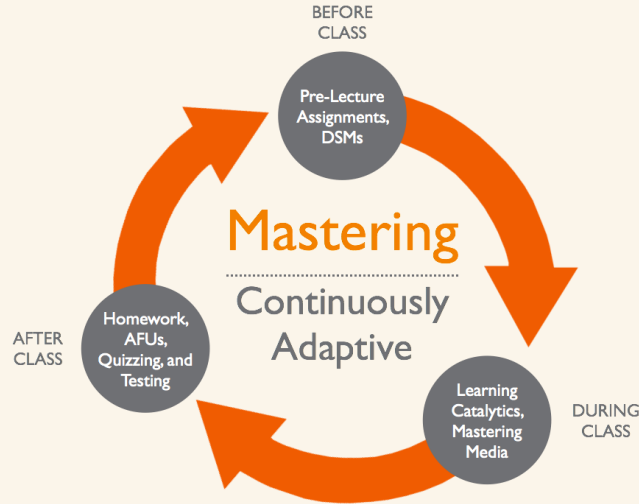 BEFORE
CLASS
Pre-Lecture
Assignments,
DSMs
Mastering
Continuously
Adaptive
AFTER
CLASS
Homework,
AFUs,
Quizzing, and
Testing
Learning
Catalytics,
Mastering
Media
DURING
CLASS